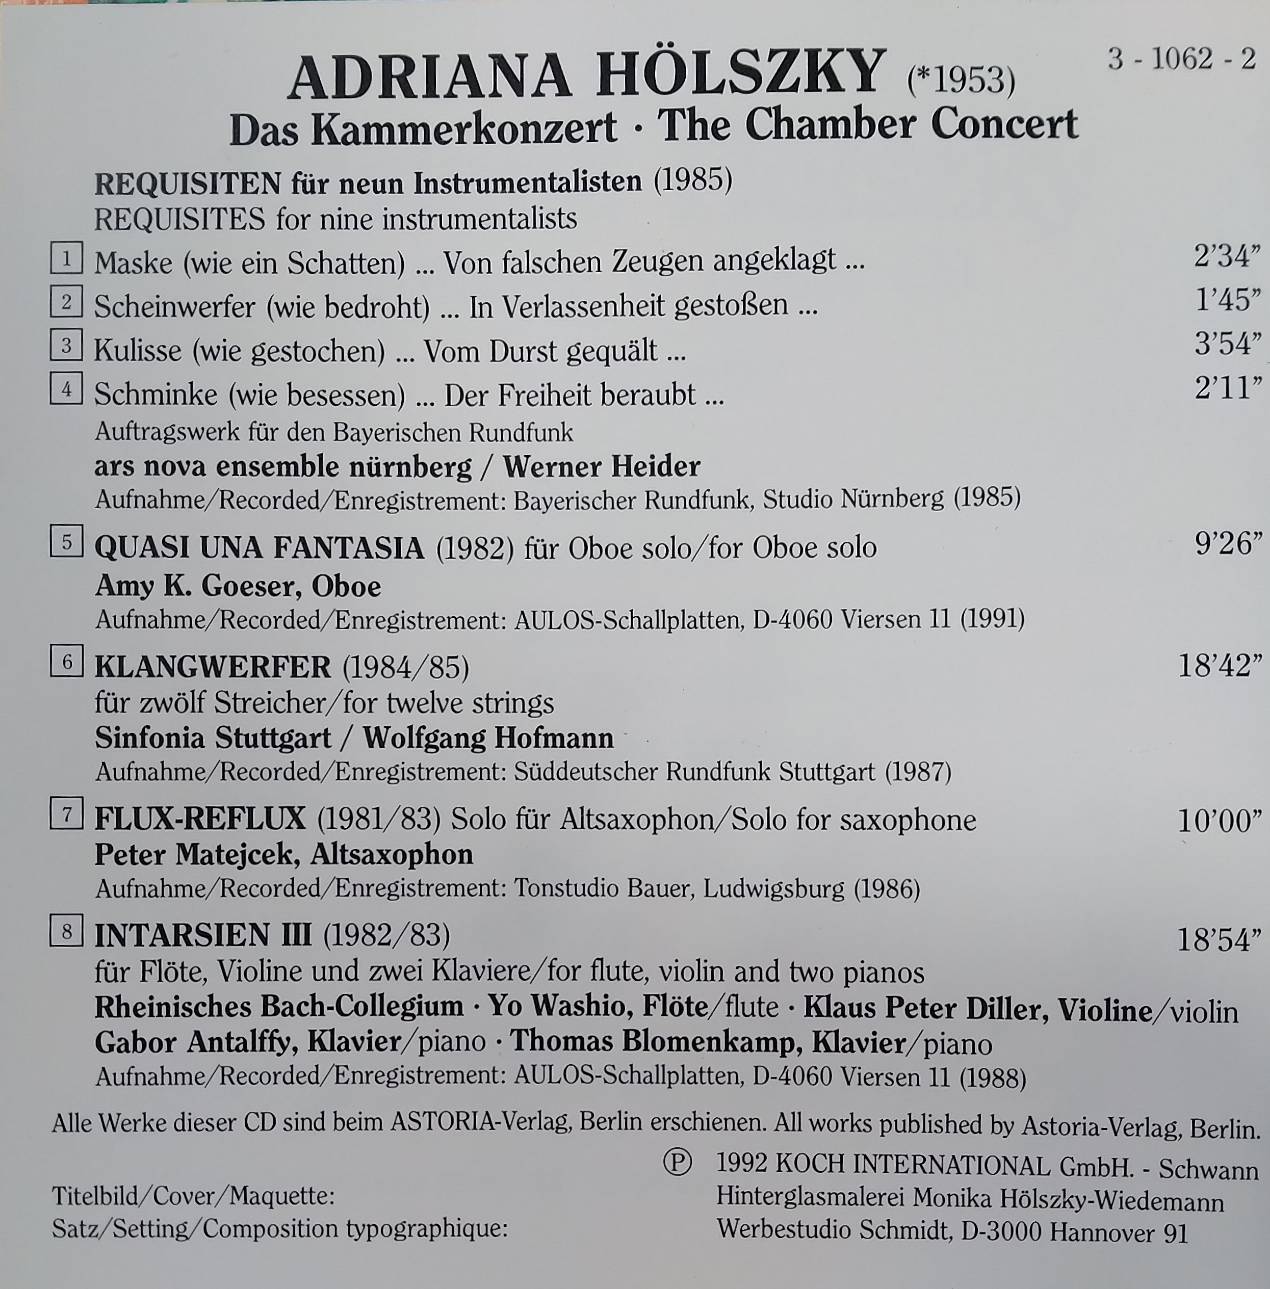 ADRIANA HÖLSZKY (*1953) 3 - 1062 - 2
Das Kammerkonzert · The Chamber Concert
REQUISITEN für neun Instrumentalisten (1985)
REQUISITES for nine instrumentalists
1 Maske (wie ein Schatten) ... Von falschen Zeugen angeklagt ... 2’34”
2 Scheinwerfer (wie bedroht) ... In Verlassenheit gestoßen ... 1’45”
3 Kulisse (wie gestochen) ... Vom Durst gequält ... 3’54”
4 Schminke (wie besessen) ... Der Freiheit beraubt ... 2’11”
Auftragswerk für den Bayerischen Rundfunk
ars nova ensemble nürnberg / Werner Heider
Aufnahme/Recorded/Enregistrement: Bayerischer Rundfunk, Studio Nürnberg (1985)
5 QUASI UNA FANTASIA (1982) für Oboe solo/for Oboe solo 9’26”
Amy K. Goeser, Oboe
Aufnahme/Recorded/Enregistrement: AULOS-Schallplatten, D-4060 Viersen 11 (1991)
6 KLANGWERFER (1984/85) 18’42”
für zwölf Streicher/for twelve strings
Sinfonia Stuttgart / Wolfgang Hofmann
Aufnahme/Recorded/Enregistrement: Süddeutscher Rundfunk Stuttgart (1987)
7 FLUX-REFLUX (1981/83) Solo für Altsaxophon/Solo for saxophone 10’00”
Peter Matejcek, Altsaxophon
Aufnahme/Recorded/Enregistrement: Tonstudio Bauer, Ludwigsburg (1986)
8 INTARSIEN III (1982/83) 18’54”
für Flöte, Violine und zwei Klaviere/for flute, violin and two pianos
Rheinisches Bach-Collegium · Yo Washio, Flöte/flute · Klaus Peter Diller, Violine/violin
Gabor Antalffy, Klavier/piano · Thomas Blomenkamp, Klavier/piano
Aufnahme/Recorded/Enregistrement: AULOS-Schallplatten, D-4060 Viersen 11 (1988)
Alle Werke dieser CD sind beim ASTORIA-Verlag, Berlin erschienen. All works published by Astoria-Verlag, Berlin.
Ⓟ 1992 KOCH INTERNATIONAL GmbH. - Schwann
Titelbild/Cover/Maquette: Hinterglasmalerei Monika Hölszky-Wiedemann
Satz/Setting/Composition typographique: Werbestudio Schmidt, D-3000 Hannover 91